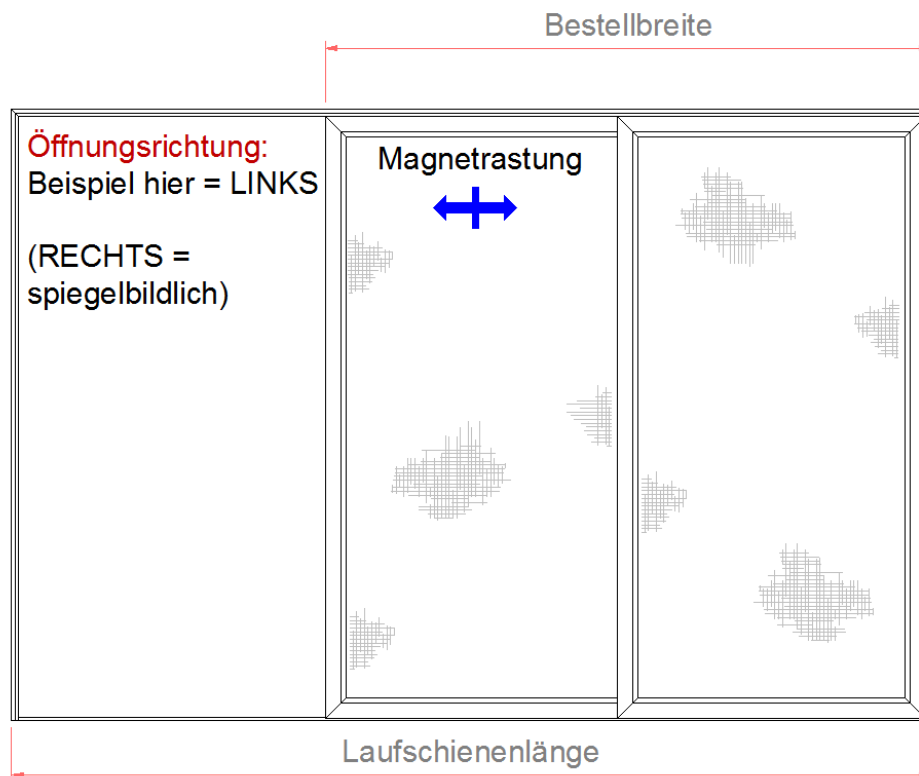 Bestellbreite
Öffnungsrichtung:
Beispiel hier = LINKS
(RECHTS =
spiegelbildlich)
Magnetrastung
Laufschienenlänge